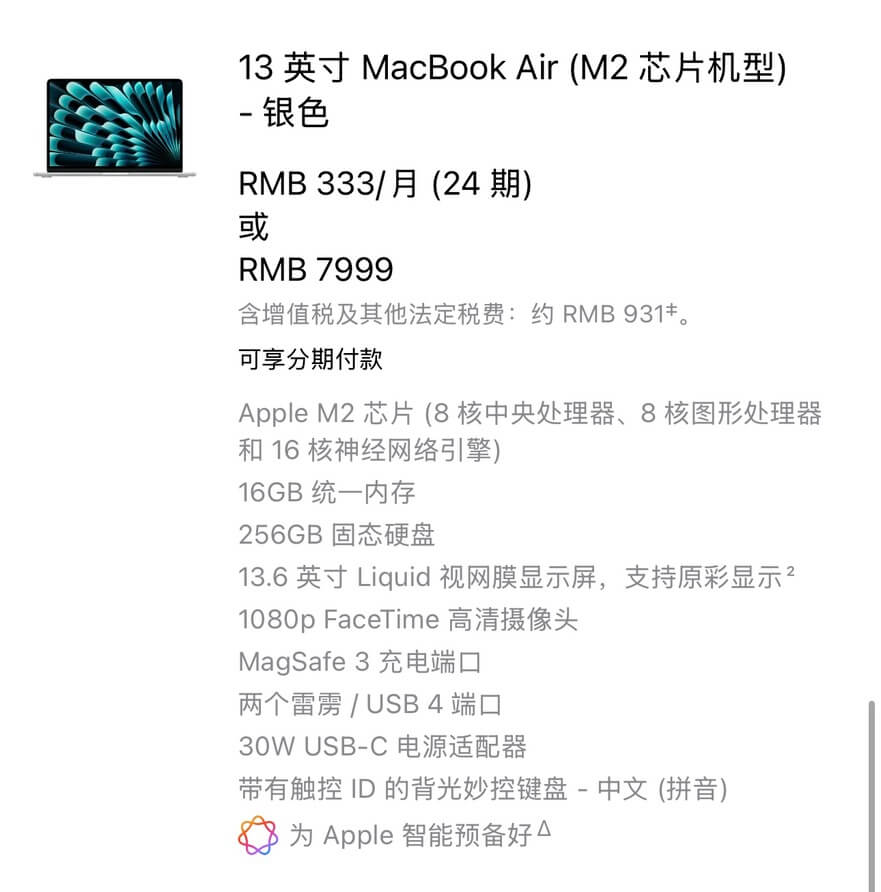 13 英寸 MacBook Air (M2 芯片机型)
- 银色
RMB 333/月 (24 期)
或
RMB 7999
含增值税及其他法定税费：约 RMB 931‡。
可享分期付款
Apple M2 芯片 (8 核中央处理器、8 核图形处理器
和 16 核神经网络引擎)
16GB 统一内存
256GB 固态硬盘
13.6 英寸 Liquid 视网膜显示屏，支持原彩显示²
1080p FaceTime 高清摄像头
MagSafe 3 充电端口
两个雷雳 / USB 4 端口
30W USB-C 电源适配器
带有触控 ID 的背光妙控键盘 - 中文 (拼音)
为 Apple 智能预备好Δ